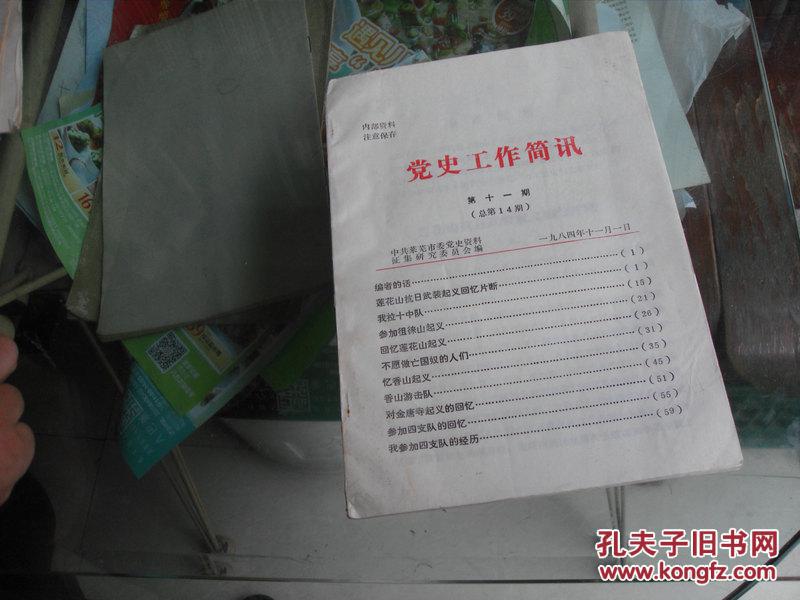 内部资料
注意保存
党史工作简讯
第十一期
（总第14期）
中共莱芜市委党史资料
征集研究委员会编
一九八四年十一月一日
编者的话……（1）
莲花山抗日武装起义回忆片断……（1）
我拉十中队……（15）
参加徂徕山起义……（21）
回忆莲花山起义……（26）
不愿做亡国奴的人们……（31）
忆香山起义……（35）
香山游击队……（45）
对金唐寺起义的回忆……（51）
参加四支队的回忆……（55）
我参加四支队的经历……（59）
遇见
12
16
孔夫子旧书网
www.kongfz.com